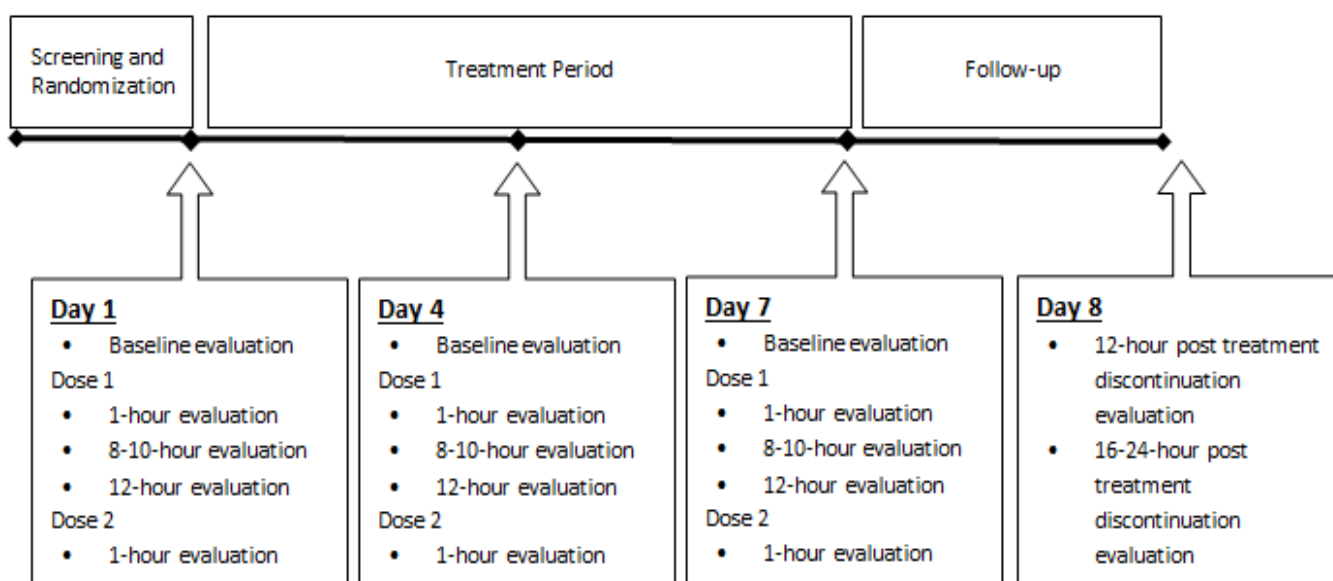 Screening and
Randomization
Treatment Period
Follow-up
Day 1
• Baseline evaluation
Dose 1
• 1-hour evaluation
• 8-10-hour evaluation
• 12-hour evaluation
Dose 2
• 1-hour evaluation
Day 4
• Baseline evaluation
Dose 1
• 1-hour evaluation
• 8-10-hour evaluation
• 12-hour evaluation
Dose 2
• 1-hour evaluation
Day 7
• Baseline evaluation
Dose 1
• 1-hour evaluation
• 8-10-hour evaluation
• 12-hour evaluation
Dose 2
• 1-hour evaluation
Day 8
• 12-hour post treatment
discontinuation
evaluation
• 16-24-hour post
treatment
discontinuation
evaluation